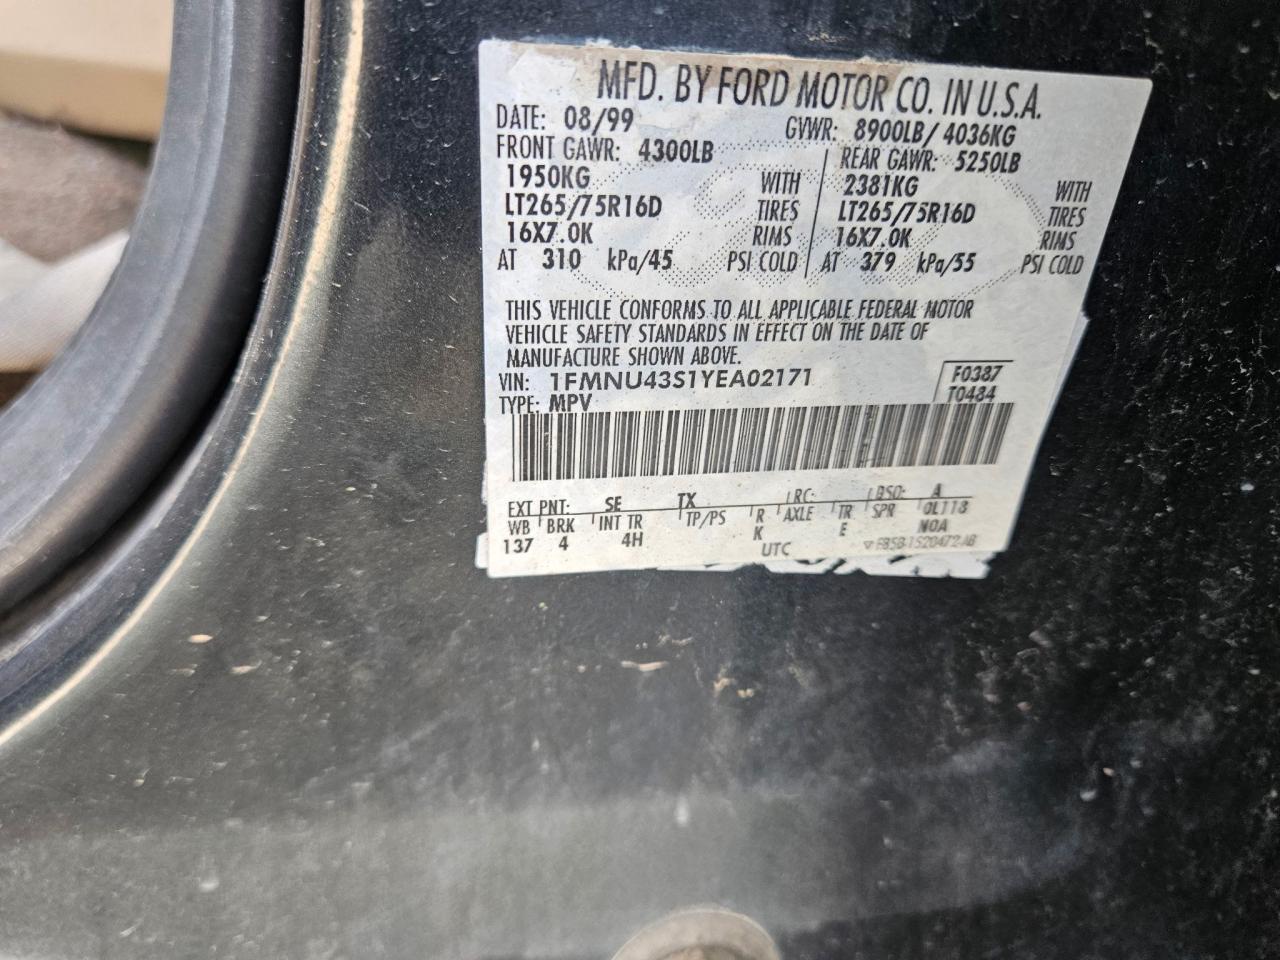 MFD. BY FORD MOTOR CO. IN U.S.A.
DATE: 08/99 GVWR: 8900LB/ 4036KG
FRONT GAWR: 4300LB REAR GAWR: 5250LB
1950KG WITH 2381KG WITH
LT265/75R16D TIRES LT265/75R16D TIRES
16X7.0K RIMS 16X7.0K RIMS
AT 310 kPa/45 PSI COLD AT 379 kPa/55 PSI COLD
THIS VEHICLE CONFORMS TO ALL APPLICABLE FEDERAL MOTOR
VEHICLE SAFETY STANDARDS IN EFFECT ON THE DATE OF
MANUFACTURE SHOWN ABOVE.
VIN: 1FMNU43S1YEA02171 F0387
TYPE: MPV T0484
EXT PNT: SE TX RC: DSO: A
WB BRK INT TR TP/PS R AXLE TR SPR 0L113
K E NOA
137 4 4H UTC